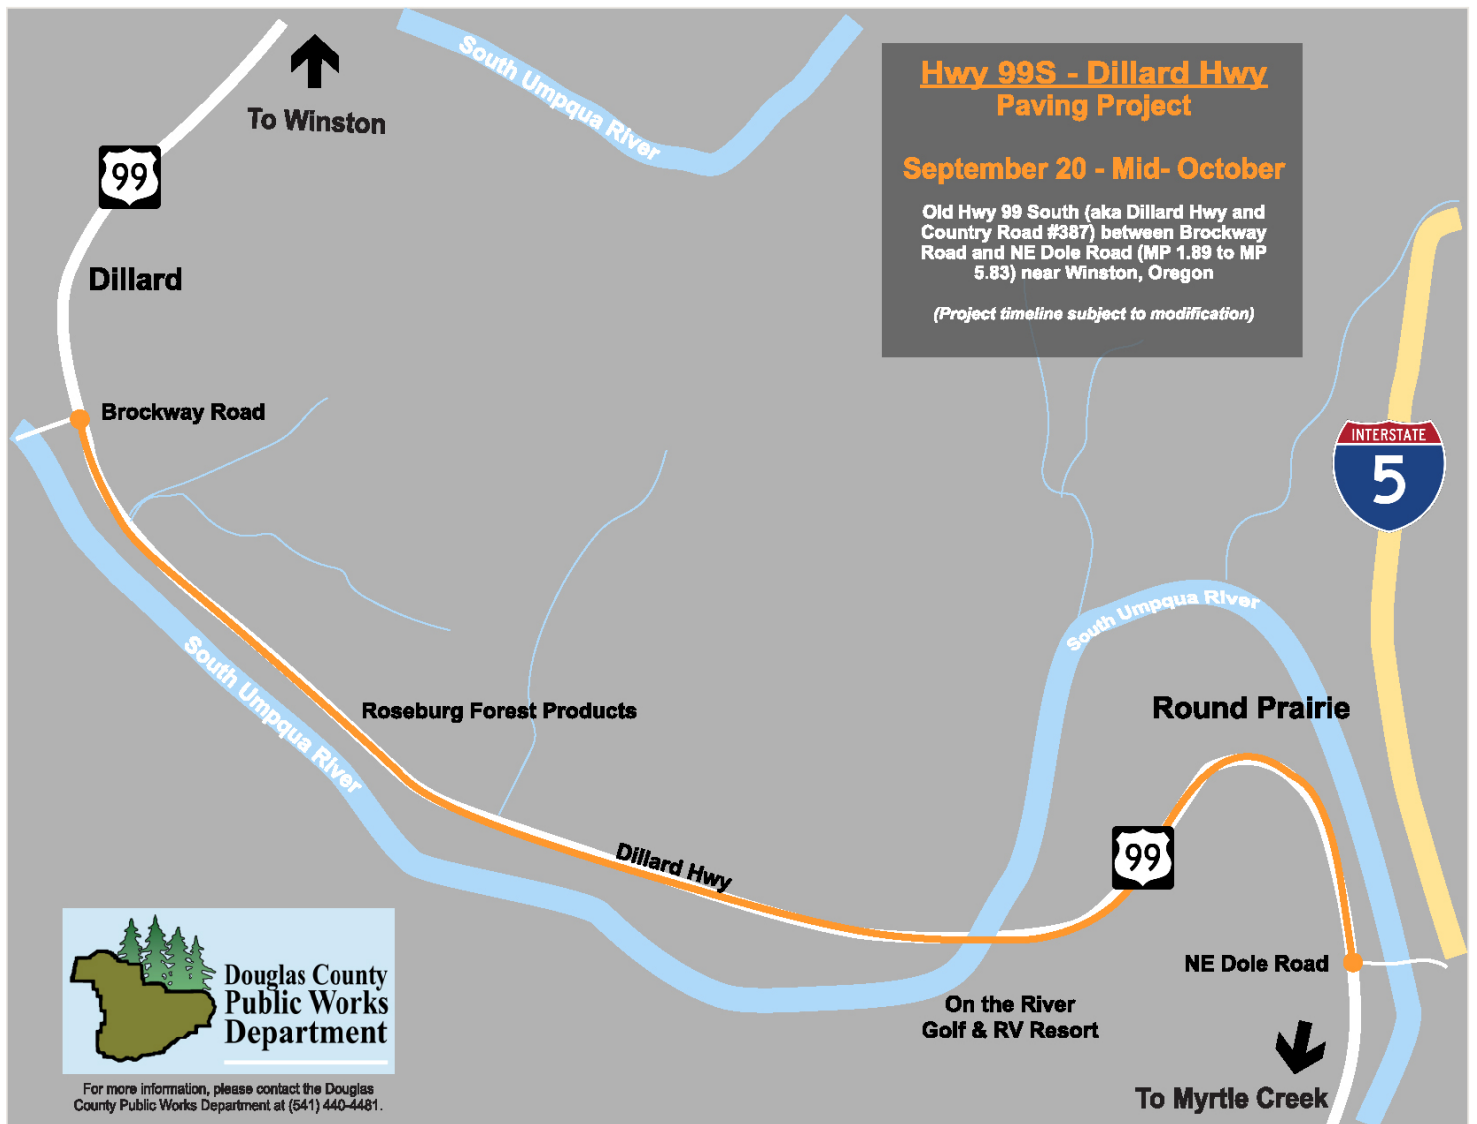 To Winston
South Umpqua River
Hwy 99S - Dillard Hwy
Paving Project
September 20 - Mid- October
Old Hwy 99 South (aka Dillard Hwy and
Country Road #387) between Brockway
Road and NE Dole Road (MP 1.89 to MP
5.83) near Winston, Oregon
(Project timeline subject to modification)
99
Dillard
Brockway Road
INTERSTATE
5
South Umpqua River
South Umpqua River
Roseburg Forest Products
Round Prairie
Dillard Hwy
99
NE Dole Road
On the River
Golf & RV Resort
To Myrtle Creek
Douglas County
Public Works
Department
For more information, please contact the Douglas
County Public Works Department at (541) 440-4481.